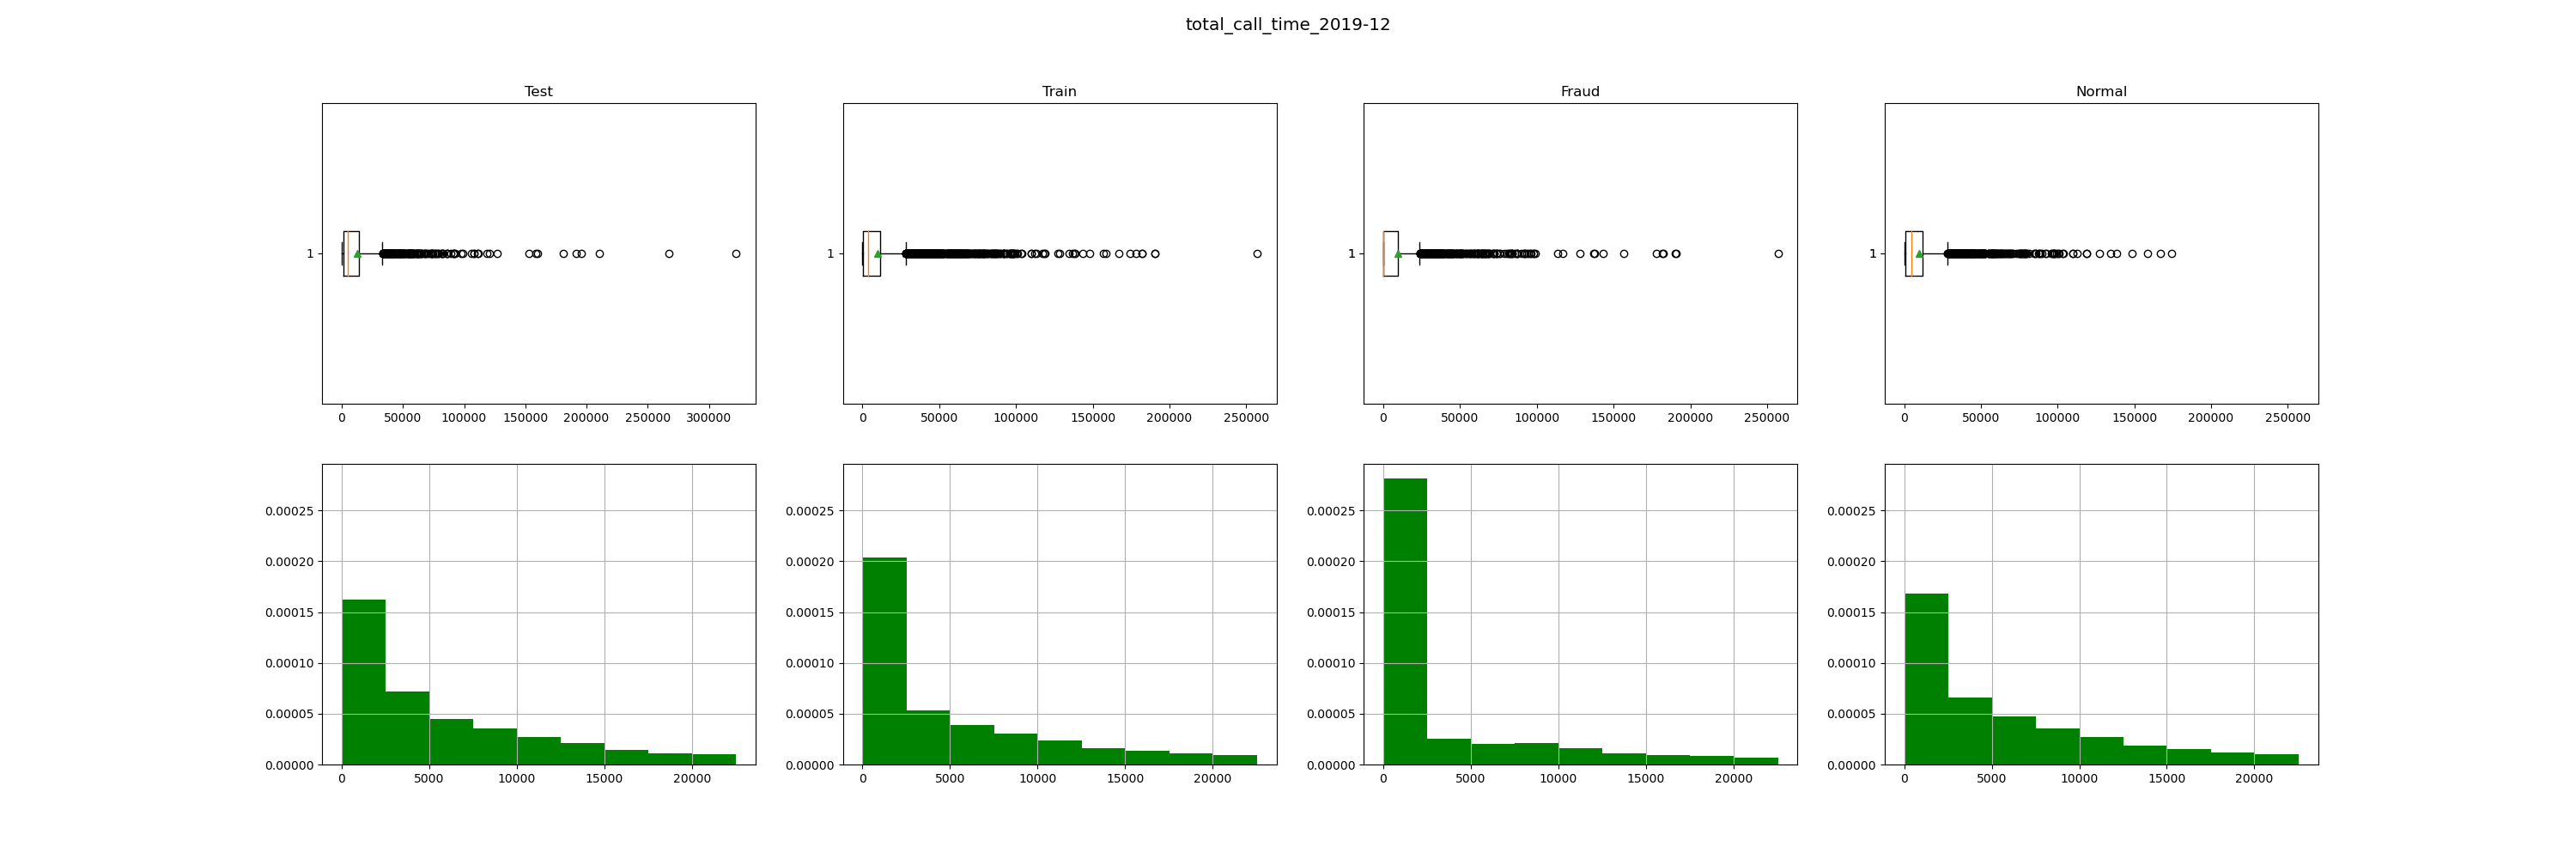 total_call_time_2019-12
Test Train Fraud Normal
1 1 1 1
0 50000 100000 150000 200000 250000 300000 0 50000 100000 150000 200000 250000 0 50000 100000 150000 200000 250000 0 50000 100000 150000 200000 250000
0.00025 0.00025 0.00025 0.00025
0.00020 0.00020 0.00020 0.00020
0.00015 0.00015 0.00015 0.00015
0.00010 0.00010 0.00010 0.00010
0.00005 0.00005 0.00005 0.00005
0.00000 0.00000 0.00000 0.00000
0 5000 10000 15000 20000 0 5000 10000 15000 20000 0 5000 10000 15000 20000 0 5000 10000 15000 20000